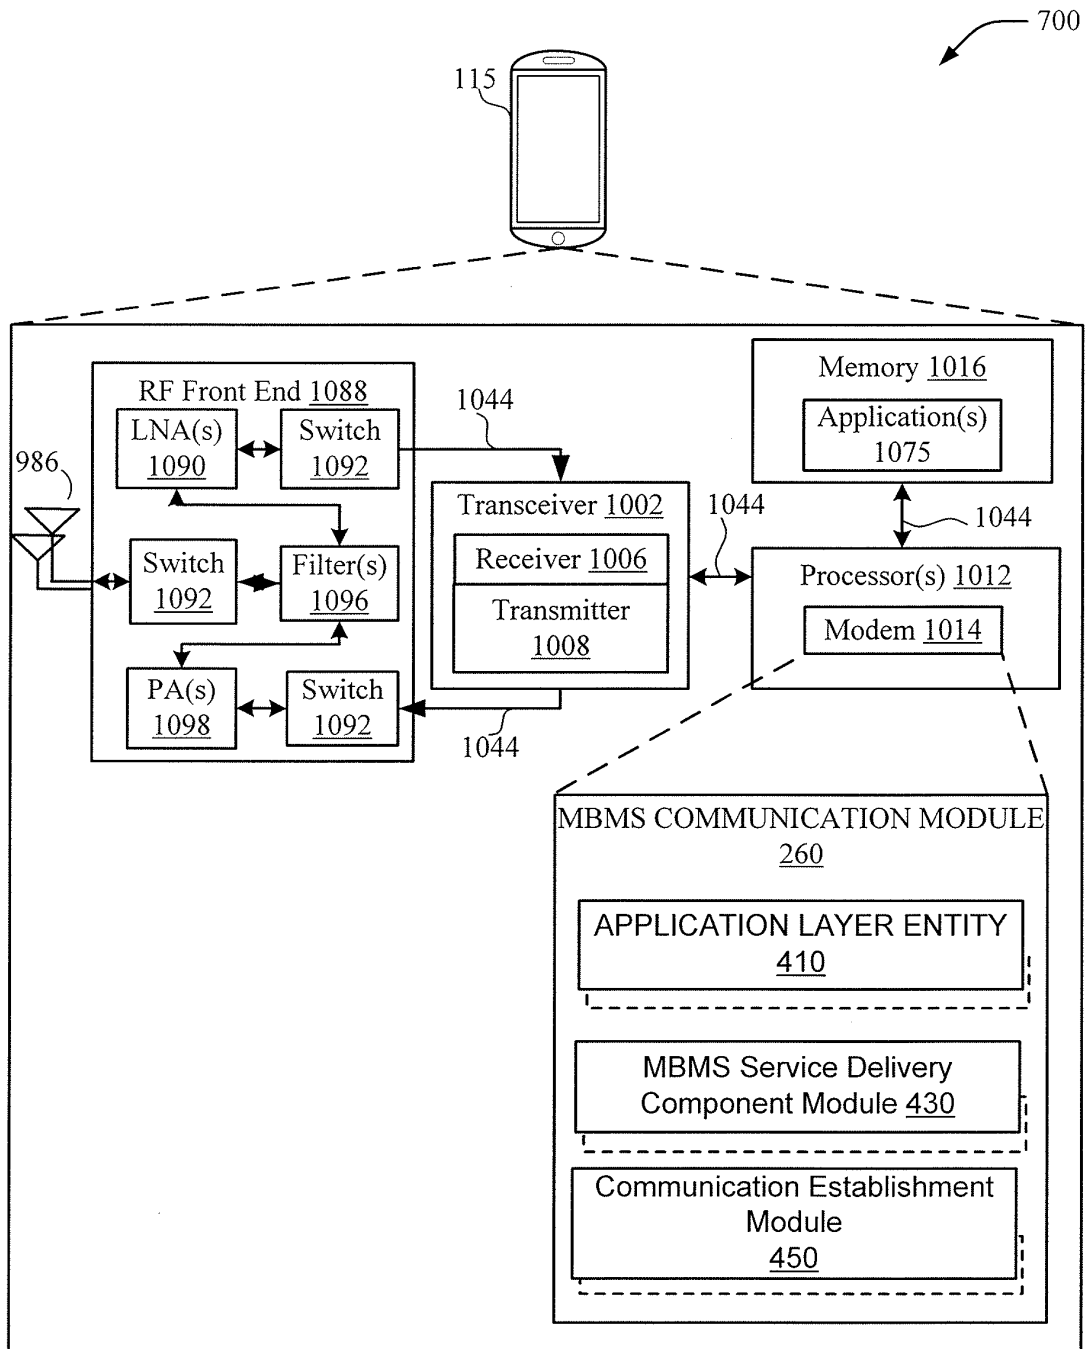 700
115
RF Front End 1088
LNA(s)
1090
Switch
1092
1044
986
Switch
1092
Filter(s)
1096
PA(s)
1098
Switch
1092
1044
Transceiver 1002
Receiver 1006
Transmitter
1008
1044
Memory 1016
Application(s)
1075
1044
Processor(s) 1012
Modem 1014
MBMS COMMUNICATION MODULE
260
APPLICATION LAYER ENTITY
410
MBMS Service Delivery
Component Module 430
Communication Establishment
Module
450